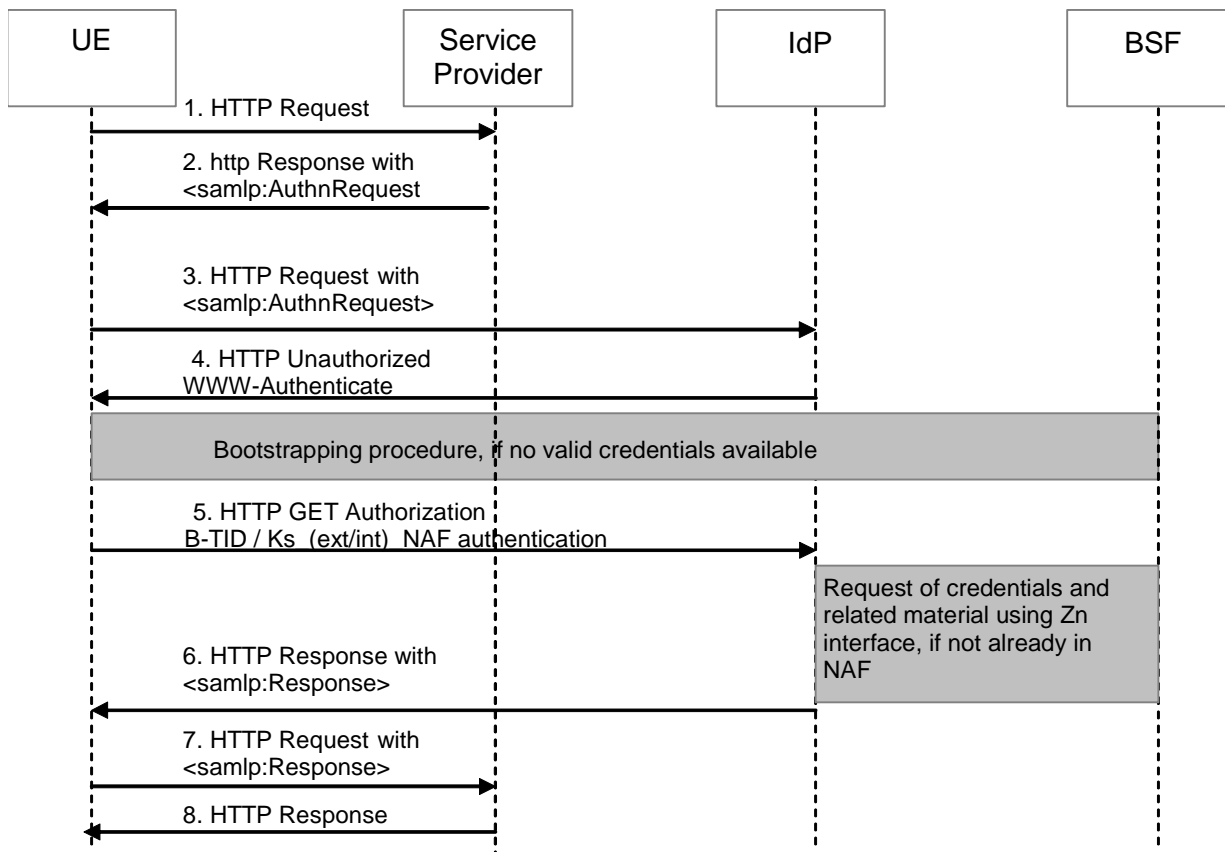 UE
Service
Provider
IdP
BSF
1. HTTP Request
2. http Response with
<samlp:AuthnRequest
3. HTTP Request with
<samlp:AuthnRequest>
4. HTTP Unauthorized
WWW-Authenticate
Bootstrapping procedure, if no valid credentials available
5. HTTP GET Authorization
B-TID / Ks_(ext/int)_NAF authentication
Request of credentials and
related material using Zn
interface, if not already in
NAF
6. HTTP Response with
<samlp:Response>
7. HTTP Request with
<samlp:Response>
8. HTTP Response